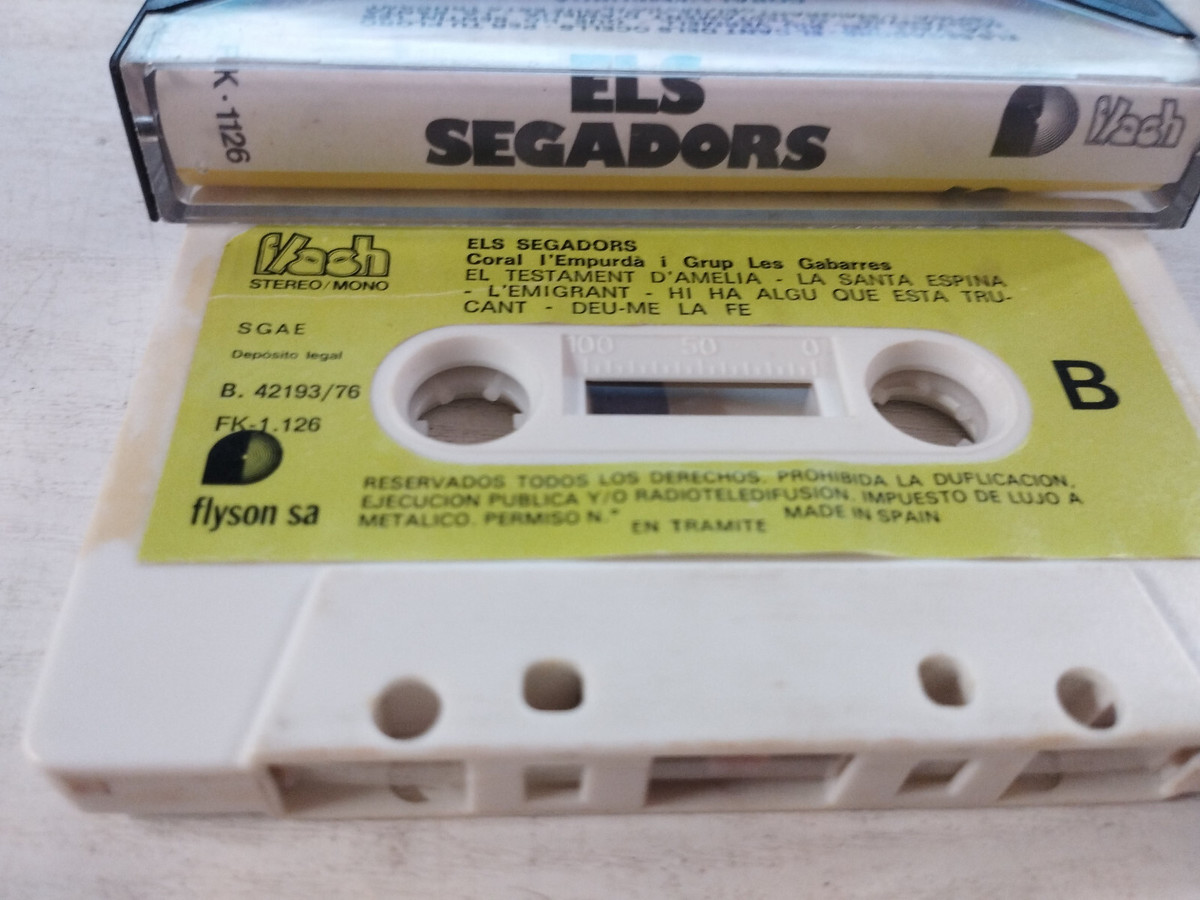 K · 1126
ELS
SEGADORS
flach
flach
STEREO/MONO
ELS SEGADORS
Coral l'Empurdà i Grup Les Gabarres
EL TESTAMENT D'AMELIA - LA SANTA ESPINA
- L'EMIGRANT - HI HA ALGU QUE ESTA TRU-
CANT - DEU-ME LA FE
SGAE
Depósito legal
B. 42193/76
FK-1.126
flyson sa
100 50 0
B
RESERVADOS TODOS LOS DERECHOS. PROHIBIDA LA DUPLICACION,
EJECUCION PUBLICA Y/O RADIOTELEDIFUSION. IMPUESTO DE LUJO A
METALICO. PERMISO N.° EN TRAMITE MADE IN SPAIN